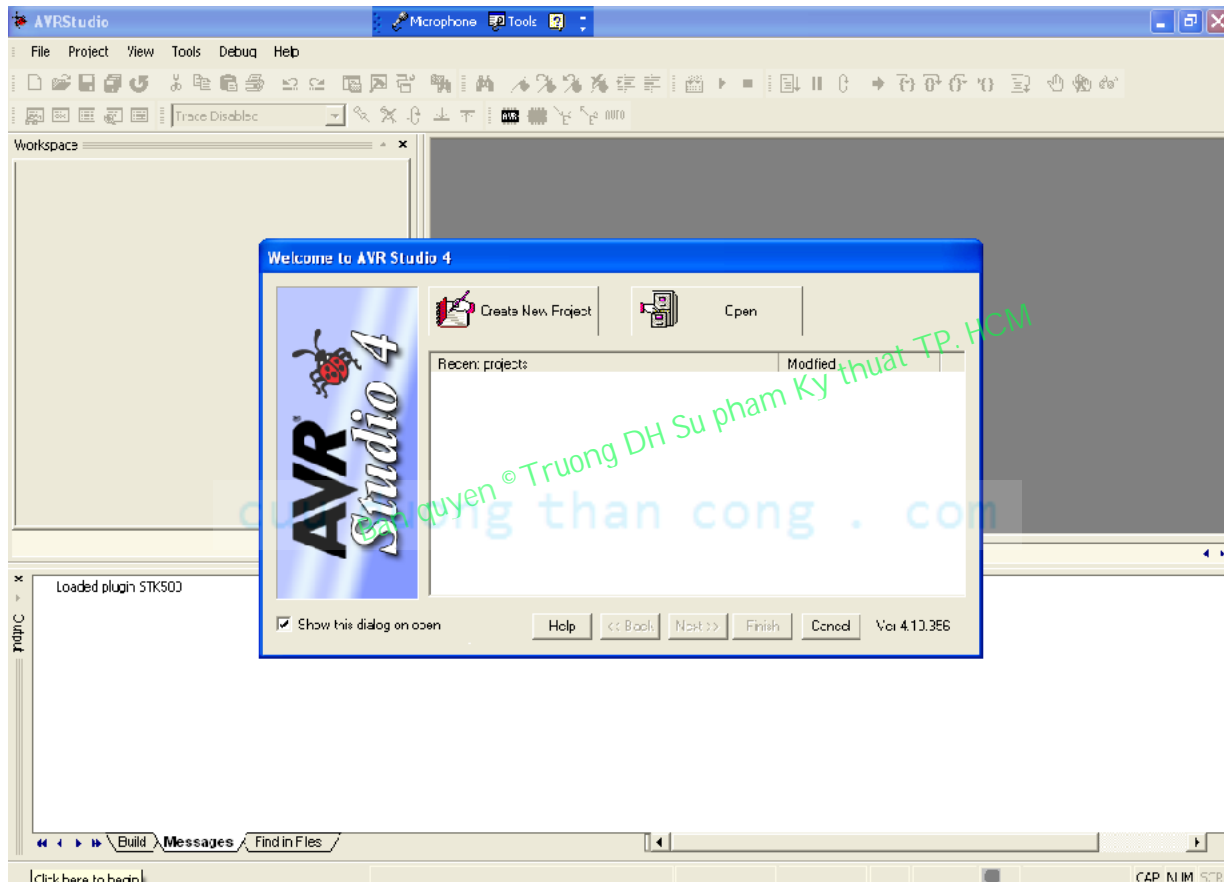 AVRStudio
Microphone Tools
File Project View Tools Debug Help
Trace Disabled
AVR AUTO
Workspace
Welcome to AVR Studio 4
Create New Project Open
Recent projects Modified
AVR Studio 4
Ban quyen © Truong DH Su pham Ky thuat TP. HCM
cuu duong than cong . com
Loaded plugin STK500
Show this dialog on open Help << Back Next >> Finish Cancel Ver 4.13.356
Output
Build Messages Find in Files
Click here to begin CAP NUM SCR